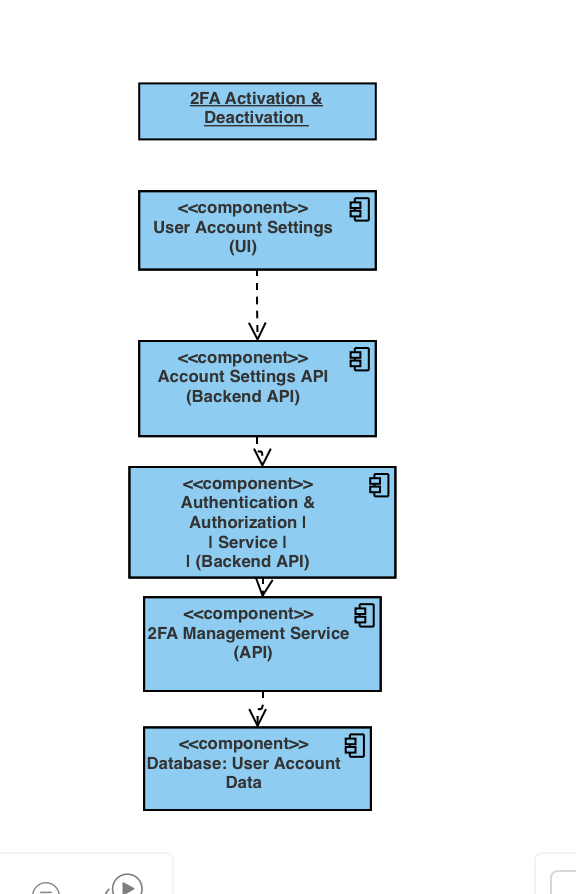 2FA Activation &
Deactivation
<<component>>
User Account Settings
(UI)
<<component>>
Account Settings API
(Backend API)
<<component>>
Authentication &
Authorization |
| Service |
| (Backend API)
<<component>>
2FA Management Service
(API)
<<component>>
Database: User Account
Data